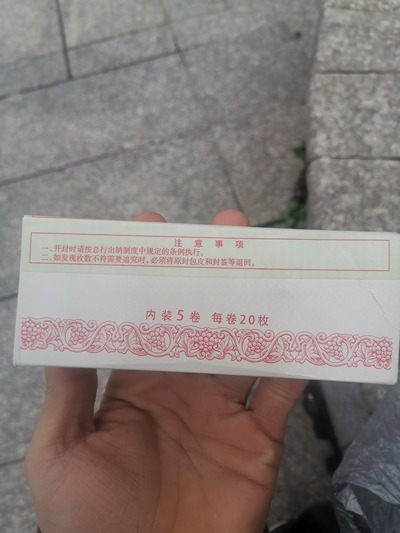 注意事项
一、开封时请按总行出纳制度中规定的条例执行。
二、如发现枚数不符需要追究时，必须将原封包皮和封签等退回。
内装5卷 每卷20枚